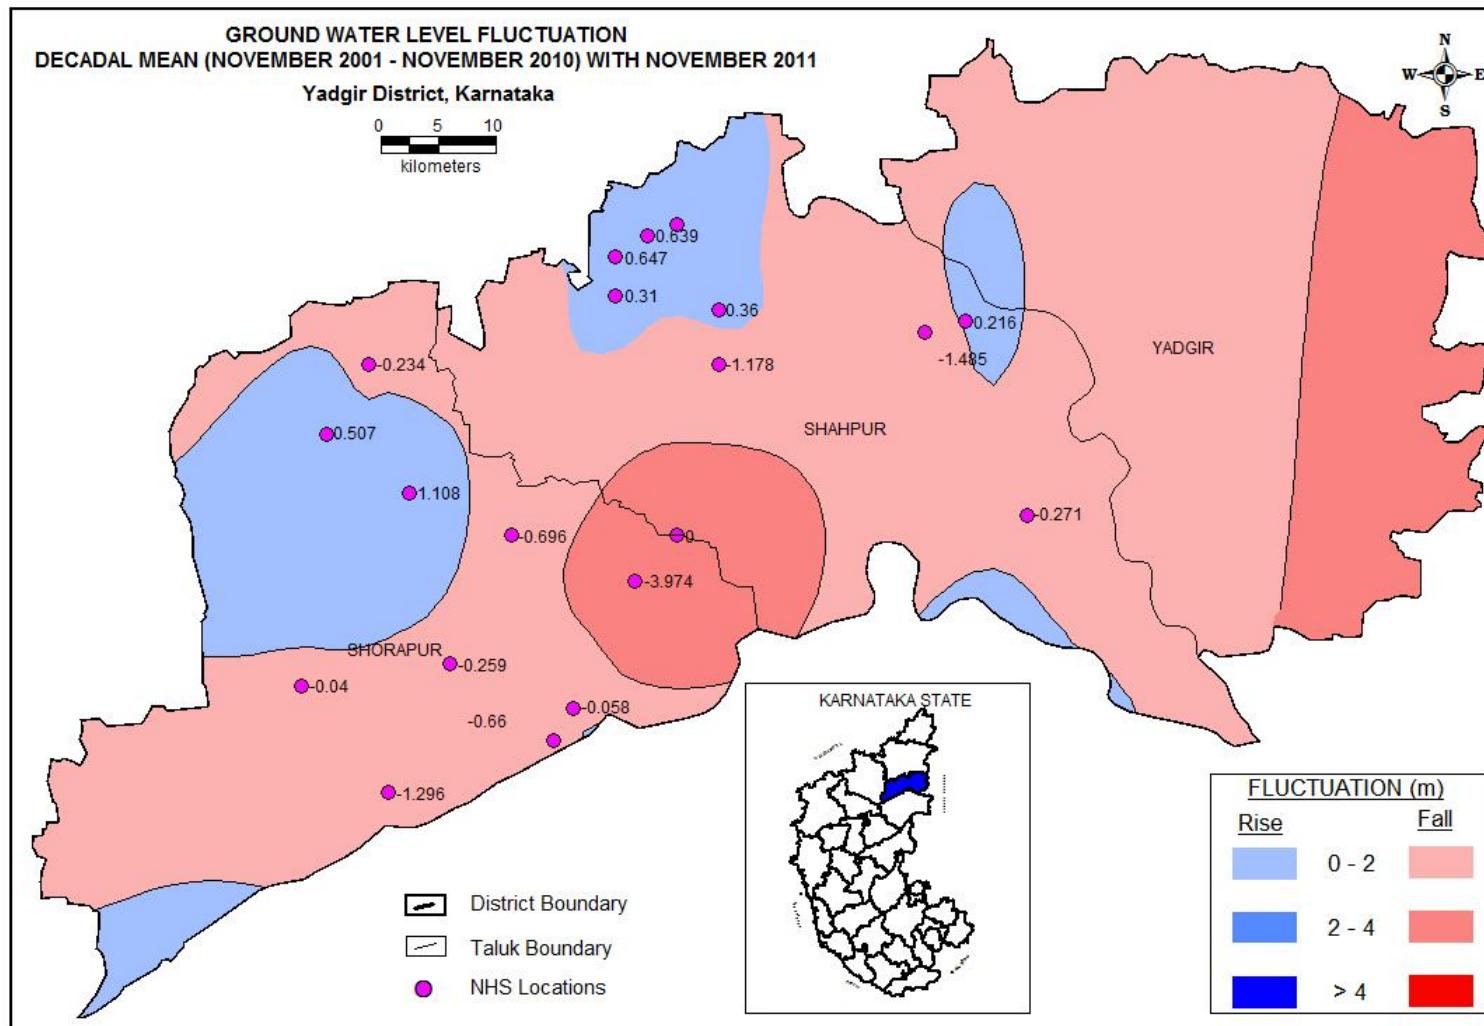 GROUND WATER LEVEL FLUCTUATION
DECADAL MEAN (NOVEMBER 2001 - NOVEMBER 2010) WITH NOVEMBER 2011
Yadgir District, Karnataka
0 5 10
kilometers
N
W E
S
0.639
0.647
0.31
0.36
0.216
-1.485
YADGIR
-0.234
-1.178
SHAHPUR
0.507
1.108
-0.696
0
-0.271
-3.974
SHORAPUR
-0.259
-0.04
-0.058
-0.66
-1.296
KARNATAKA STATE
District Boundary
Taluk Boundary
NHS Locations
FLUCTUATION (m)
Rise Fall
0 - 2
2 - 4
> 4